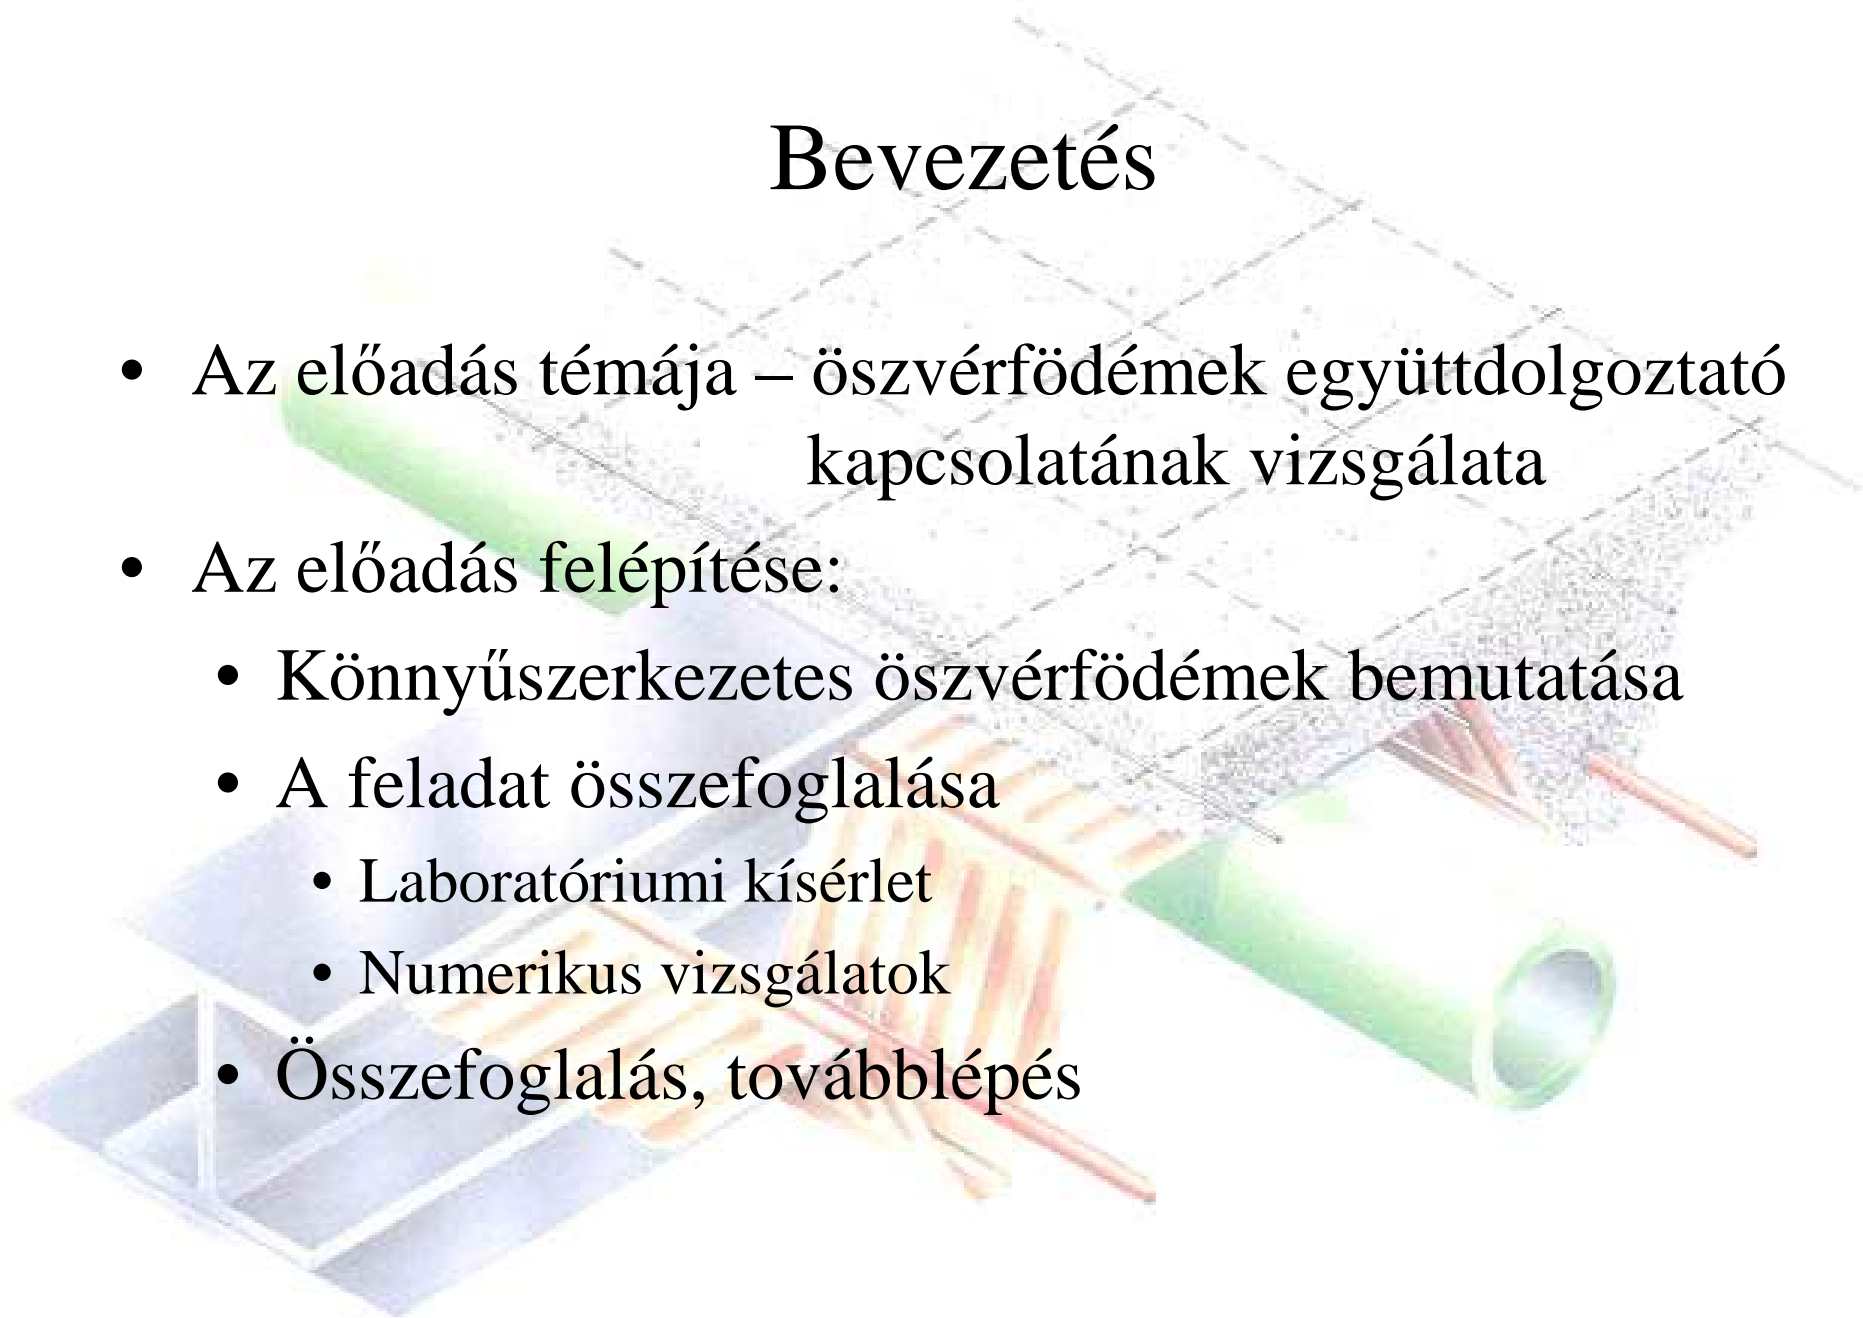 Bevezetés
• Az előadás témája – öszvérfödémek együttdolgoztató
kapcsolatának vizsgálata
• Az előadás felépítése:
• Könnyűszerkezetes öszvérfödémek bemutatása
• A feladat összefoglalása
• Laboratóriumi kísérlet
• Numerikus vizsgálatok
• Összefoglalás, továbblépés